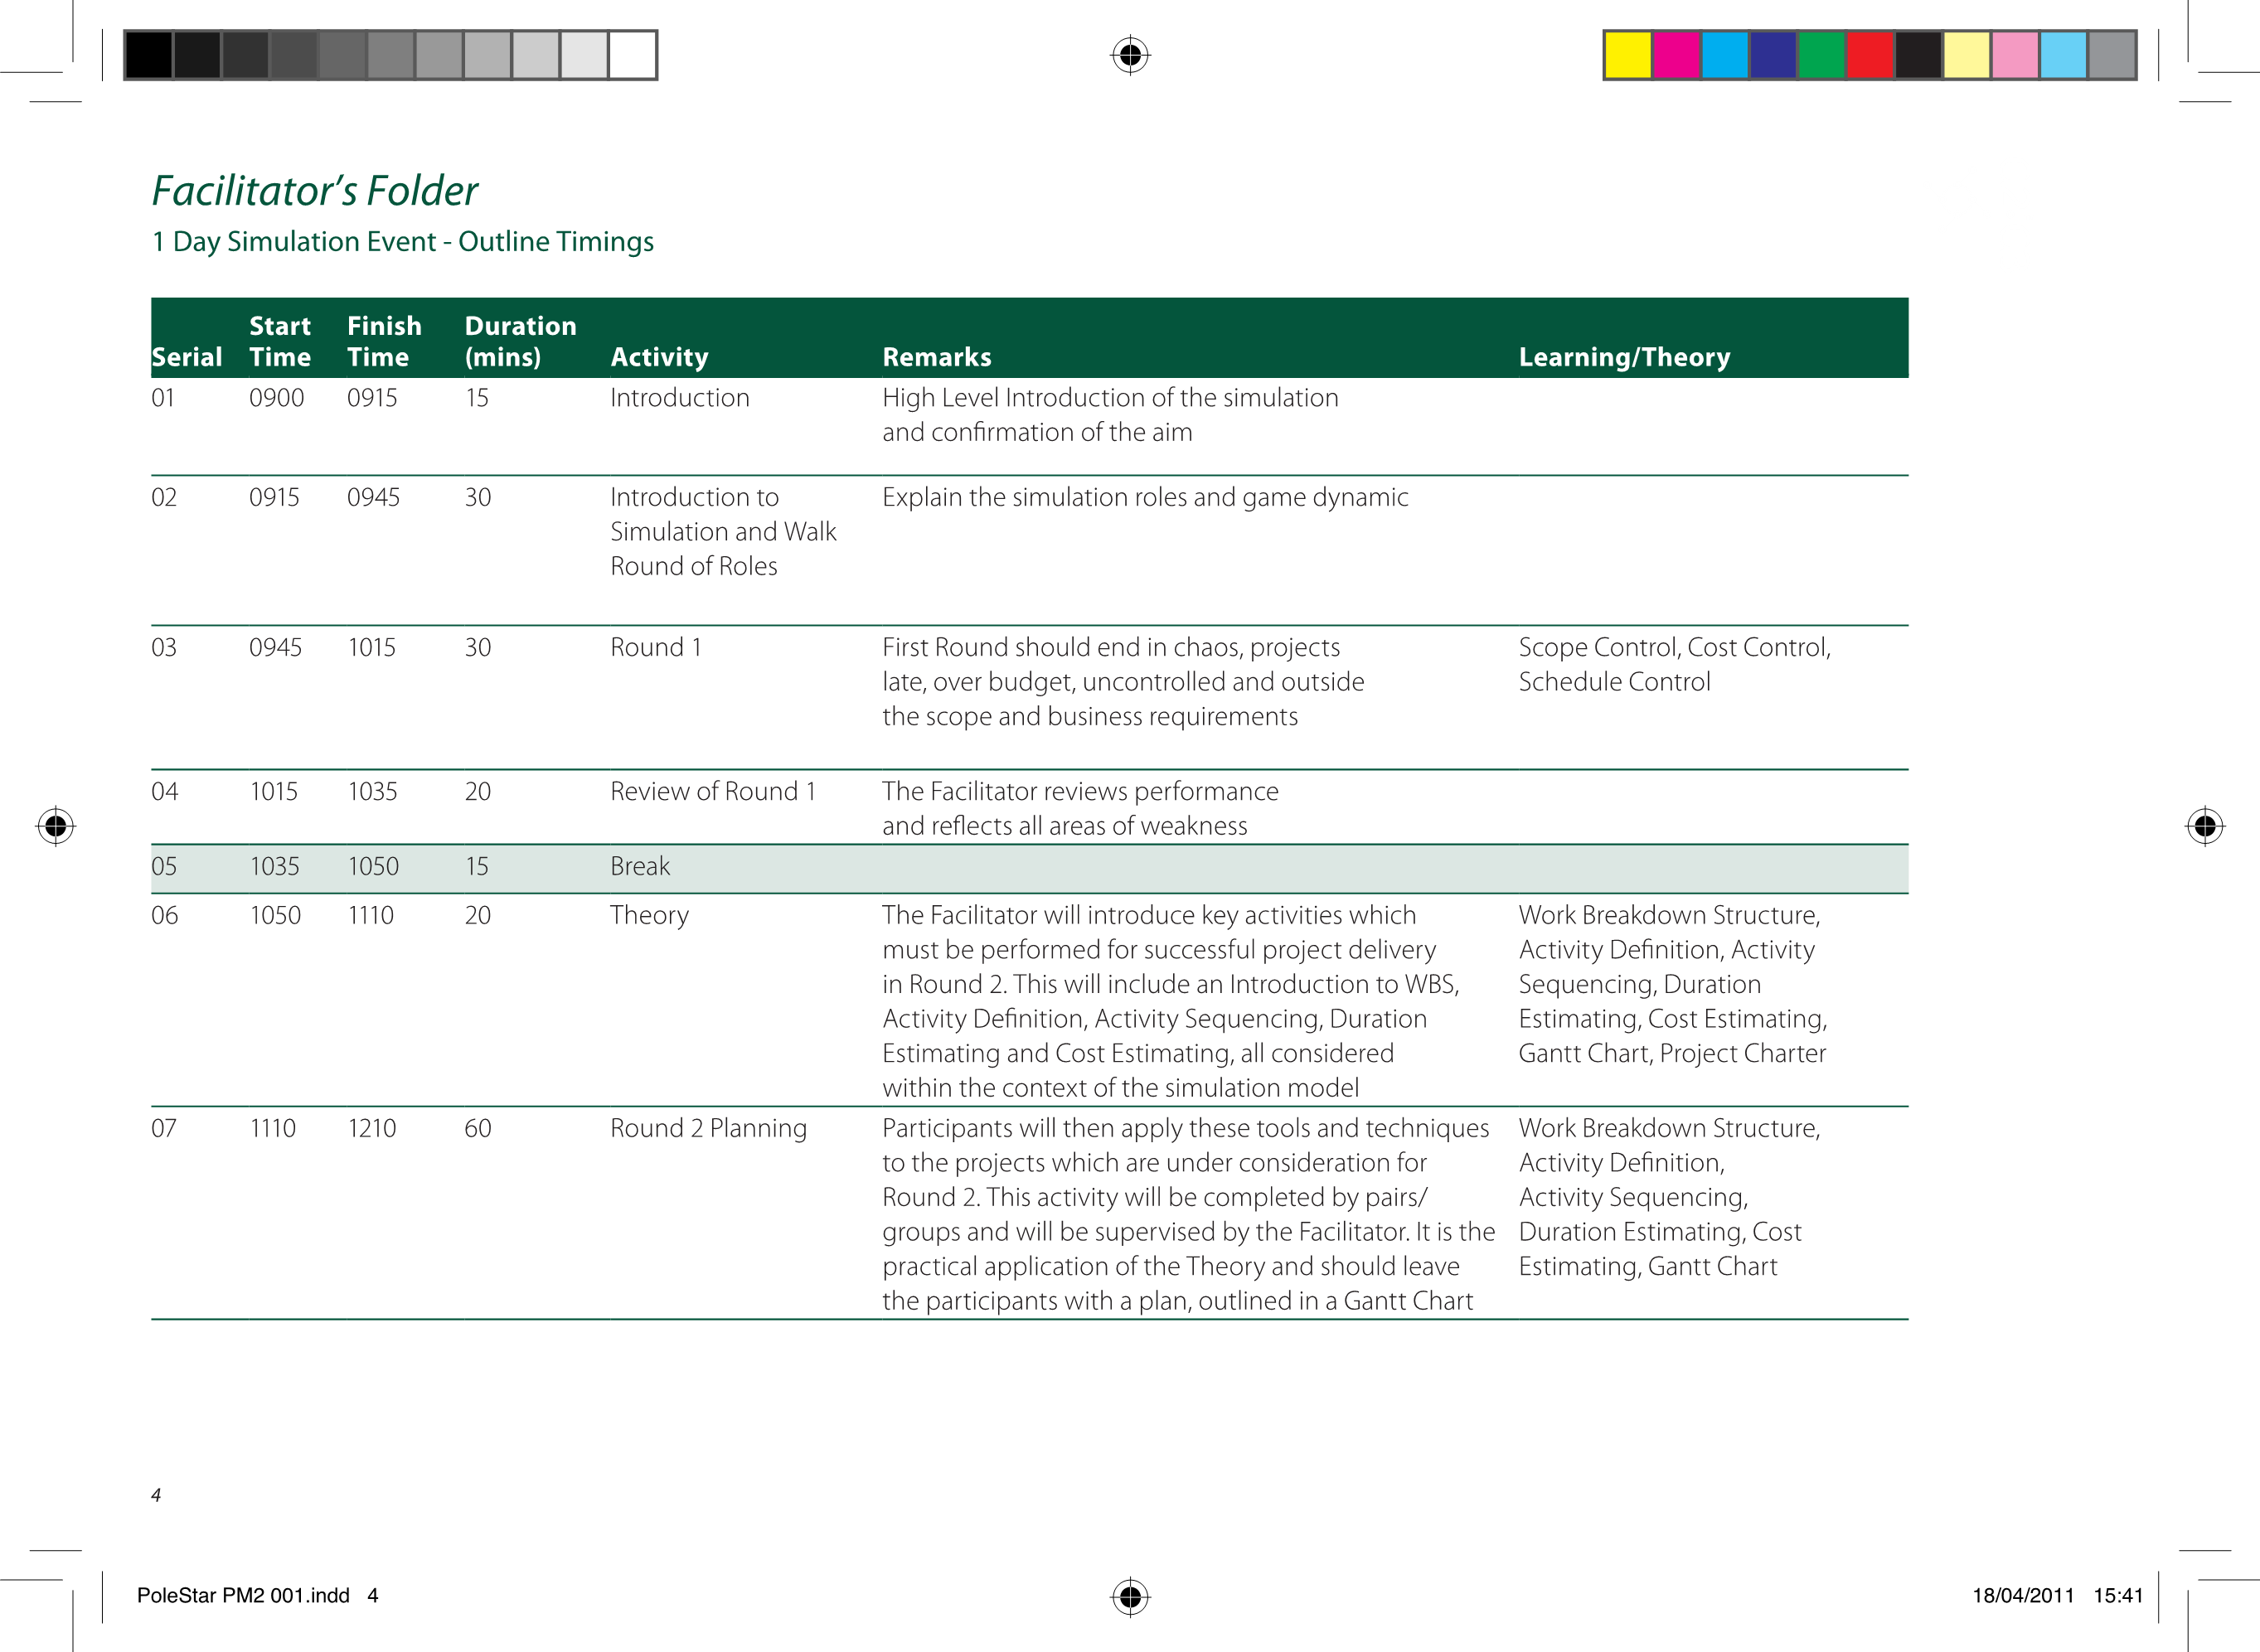 Facilitator’s Folder
1 Day Simulation Event - Outline Timings
Serial Start Time Finish Time Duration (mins) Activity Remarks Learning/Theory
01 0900 0915 15 Introduction High Level Introduction of the simulation
and confirmation of the aim
02 0915 0945 30 Introduction to Explain the simulation roles and game dynamic
Simulation and Walk
Round of Roles
03 0945 1015 30 Round 1 First Round should end in chaos, projects Scope Control, Cost Control,
late, over budget, uncontrolled and outside Schedule Control
the scope and business requirements
04 1015 1035 20 Review of Round 1 The Facilitator reviews performance
and reflects all areas of weakness
05 1035 1050 15 Break
06 1050 1110 20 Theory The Facilitator will introduce key activities which Work Breakdown Structure,
must be performed for successful project delivery Activity Definition, Activity
in Round 2. This will include an Introduction to WBS, Sequencing, Duration
Activity Definition, Activity Sequencing, Duration Estimating, Cost Estimating,
Estimating and Cost Estimating, all considered Gantt Chart, Project Charter
within the context of the simulation model
07 1110 1210 60 Round 2 Planning Participants will then apply these tools and techniques Work Breakdown Structure,
to the projects which are under consideration for Activity Definition,
Round 2. This activity will be completed by pairs/ Activity Sequencing,
groups and will be supervised by the Facilitator. It is the Duration Estimating, Cost
practical application of the Theory and should leave Estimating, Gantt Chart
the participants with a plan, outlined in a Gantt Chart
4
PoleStar PM2 001.indd 4 18/04/2011 15:41